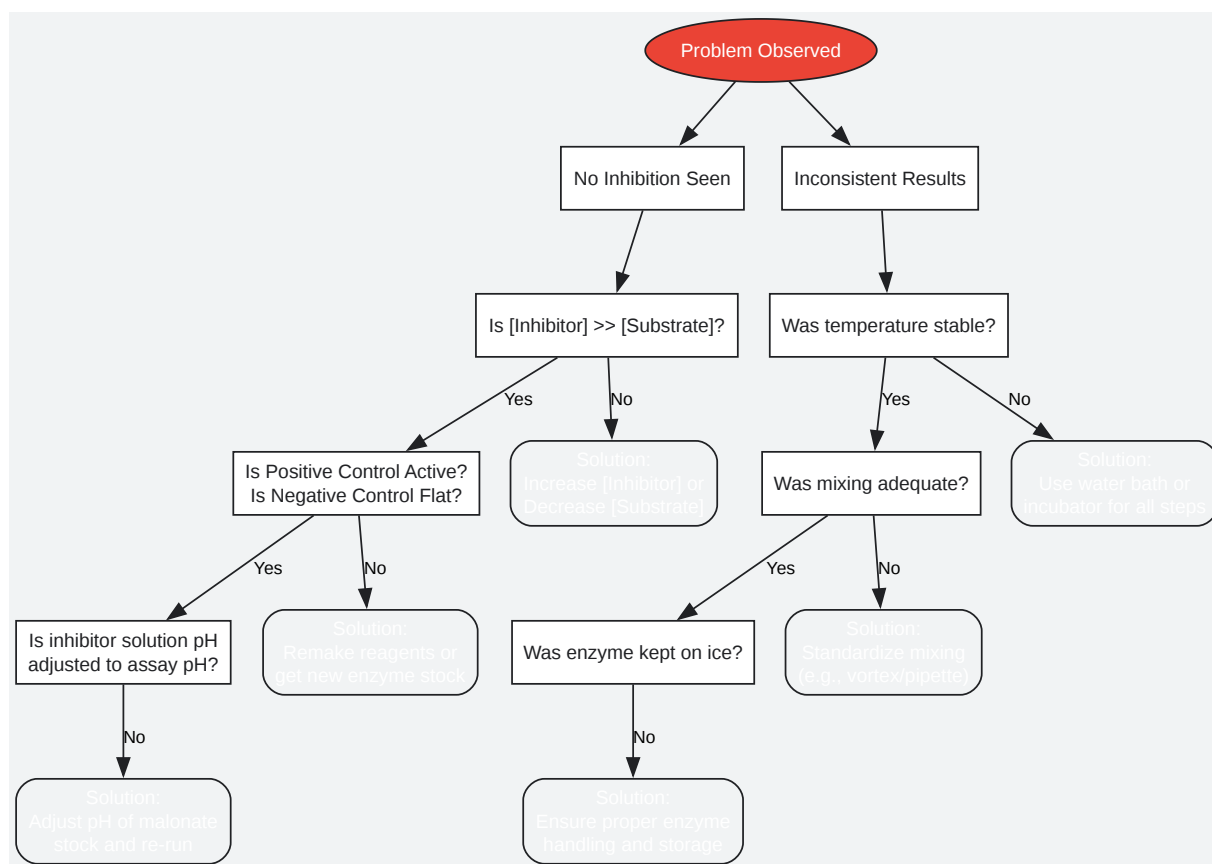 Problem Observed
No Inhibition Seen
Inconsistent Results
Is [Inhibitor] >> [Substrate]?
Was temperature stable?
Yes
No
Yes
No
Is Positive Control Active?
Is Negative Control Flat?
Solution:
Increase [Inhibitor] or
Decrease [Substrate]
Was mixing adequate?
Solution:
Use water bath or
incubator for all steps
Yes
No
Yes
No
Is inhibitor solution pH
adjusted to assay pH?
Solution:
Remake reagents or
get new enzyme stock
Was enzyme kept on ice?
Solution:
Standardize mixing
(e.g., vortex/pipette)
No
No
Solution:
Adjust pH of malonate
stock and re-run
Solution:
Ensure proper enzyme
handling and storage